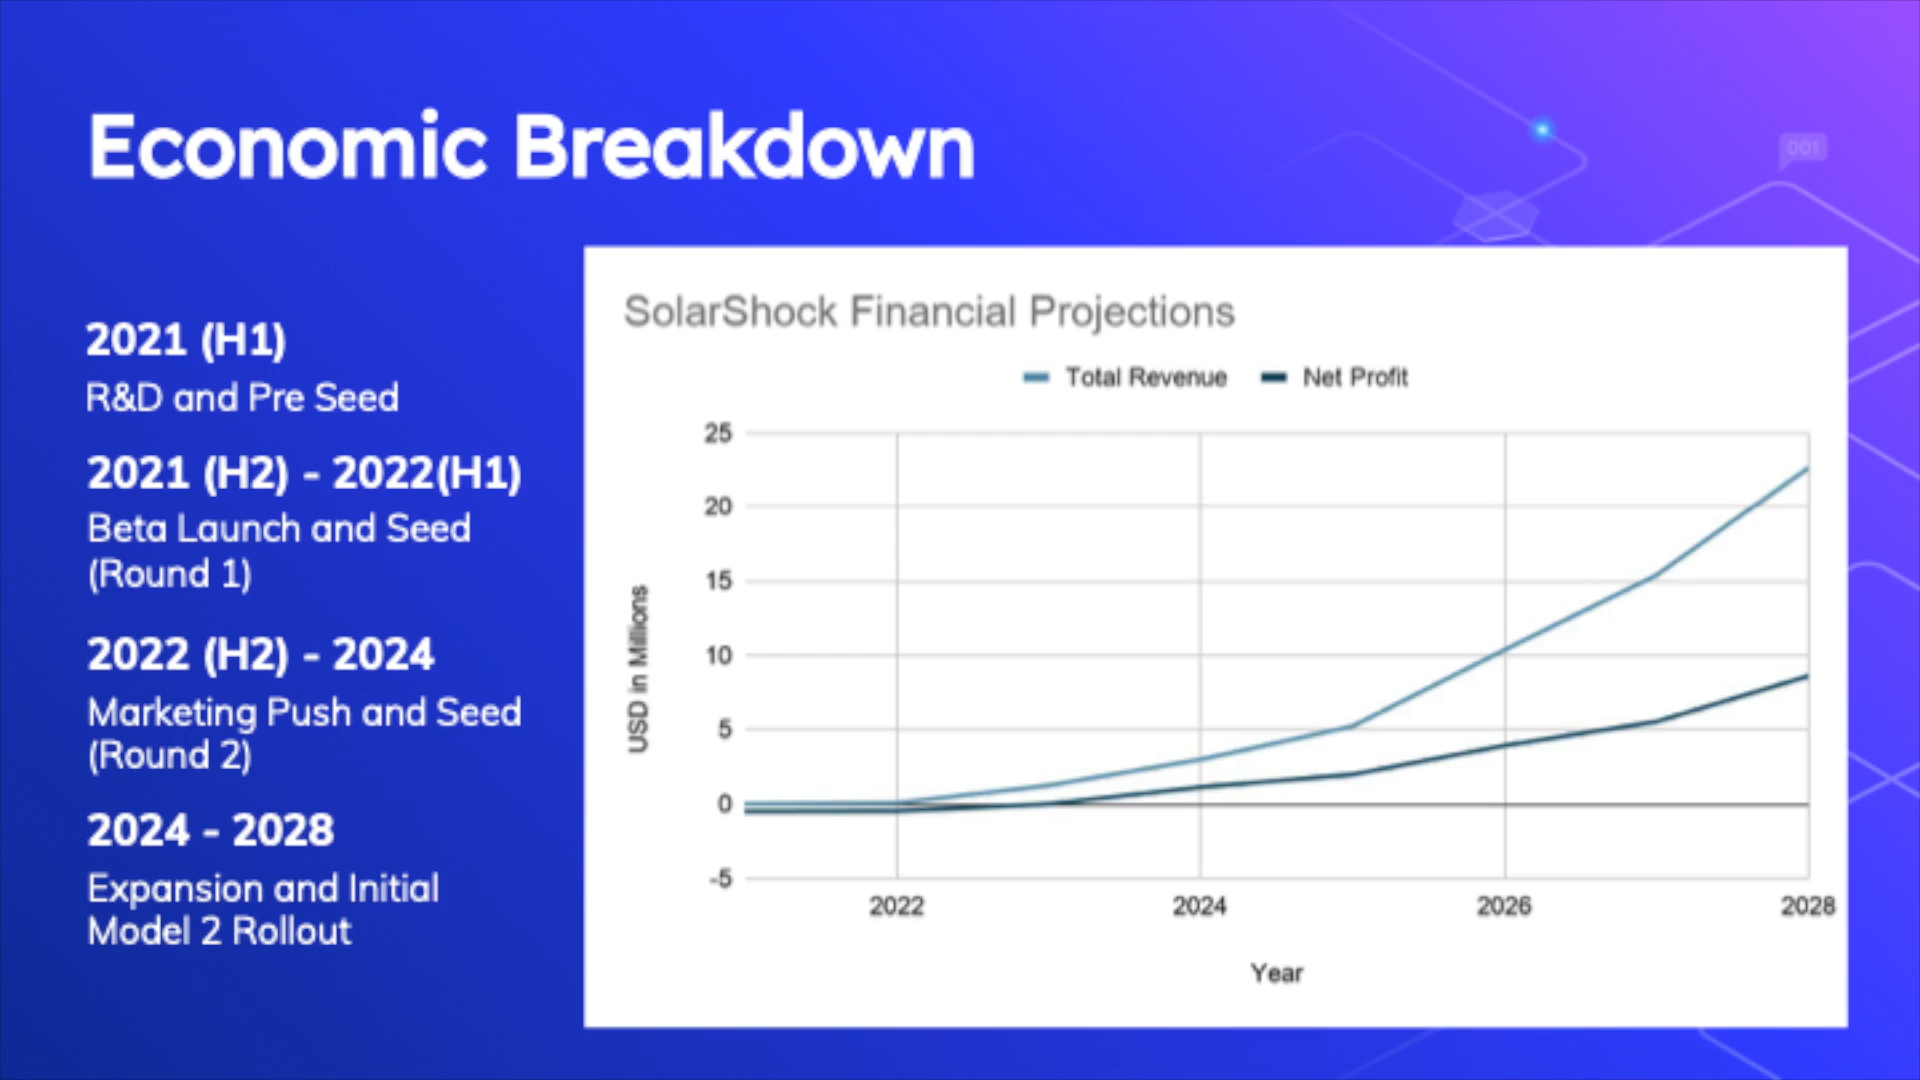 Economic Breakdown
001
2021 (H1)
R&D and Pre Seed
2021 (H2) - 2022(H1)
Beta Launch and Seed
(Round 1)
2022 (H2) - 2024
Marketing Push and Seed
(Round 2)
2024 - 2028
Expansion and Initial
Model 2 Rollout
SolarShock Financial Projections
Total Revenue Net Profit
USD in Millions
25
20
15
10
5
0
-5
2022 2024 2026 2028
Year